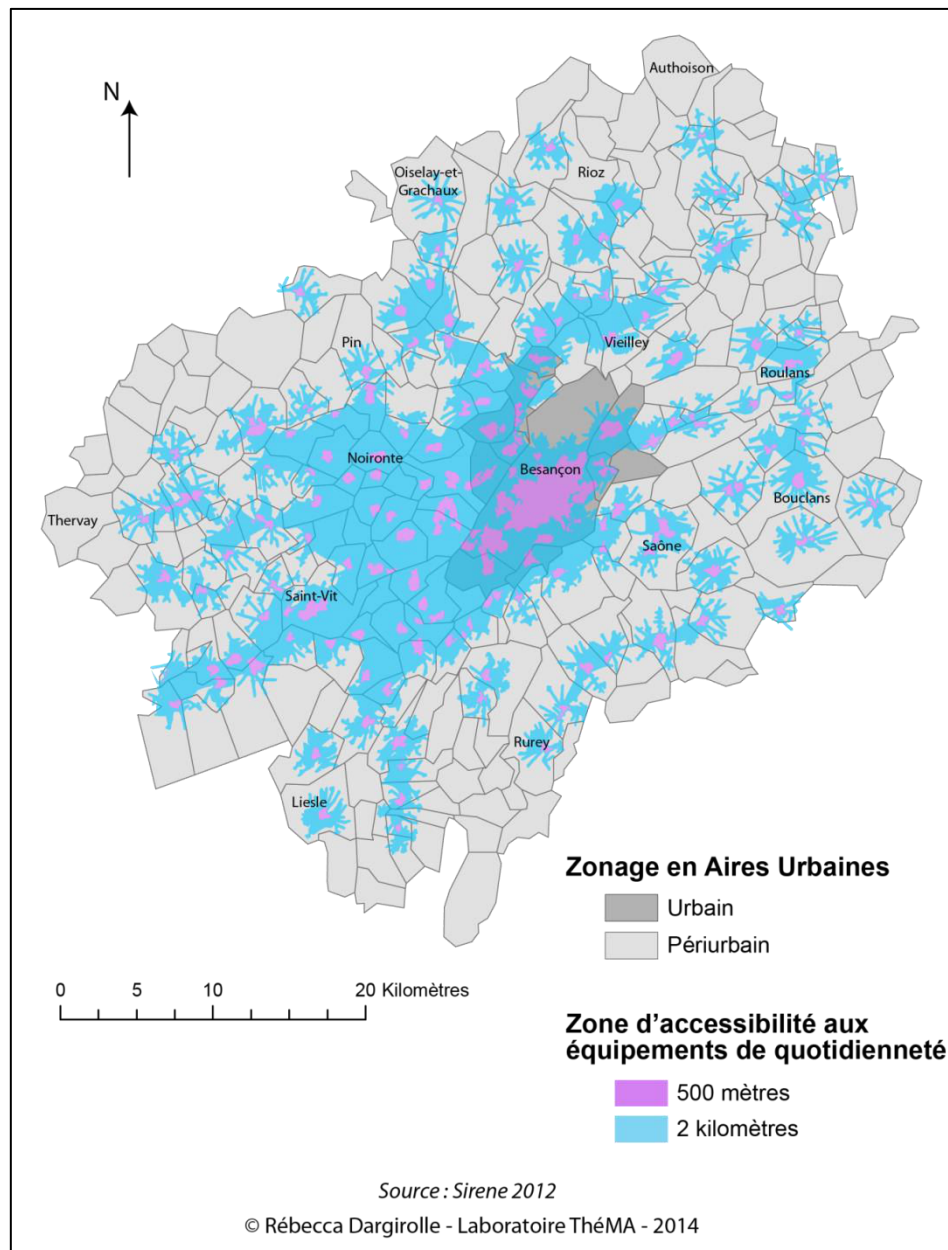 N
Authoison
Oiselay-et-
Grachaux
Rioz
Pin
Vieilley
Roulans
Noironte
Besançon
Thervay
Bouclans
Saône
Saint-Vit
Rurey
Liesle
Zonage en Aires Urbaines
Urbain
Périurbain
0 5 10 20 Kilomètres
Zone d'accessibilité aux
équipements de quotidienneté
500 mètres
2 kilomètres
Source : Sirene 2012
© Rébecca Dargirolle - Laboratoire ThéMA - 2014